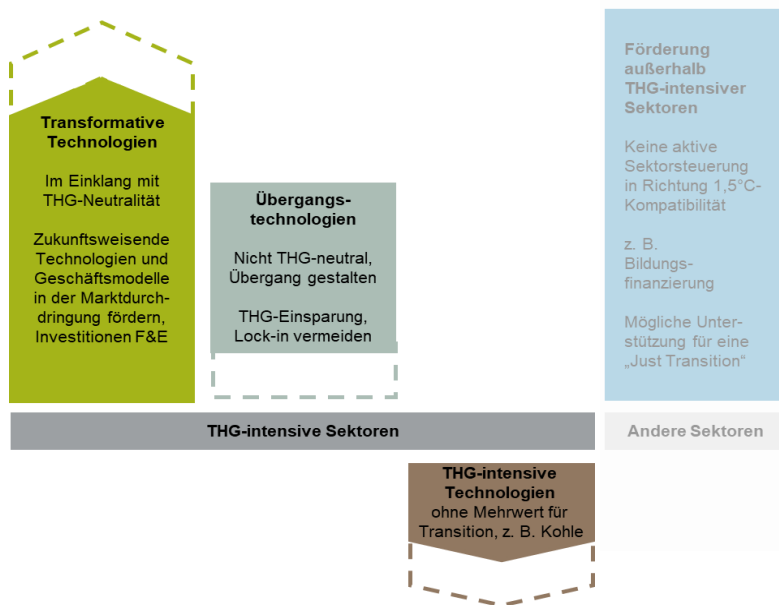 Transformative
Technologien
Im Einklang mit
THG-Neutralität
Zukunftsweisende
Technologien und
Geschäftsmodelle
in der Marktdurch-
dringung fördern,
Investitionen F&E
Übergangs-
technologien
Nicht THG-neutral,
Übergang gestalten
THG-Einsparung,
Lock-in vermeiden
Förderung
außerhalb
THG-intensiver
Sektoren
Keine aktive
Sektorsteuerung
in Richtung 1,5°C-
Kompatibilität
z. B.
Bildungs-
finanzierung
Mögliche Unter-
stützung für eine
„Just Transition“
THG-intensive Sektoren
Andere Sektoren
THG-intensive
Technologien
ohne Mehrwert für
Transition, z. B. Kohle